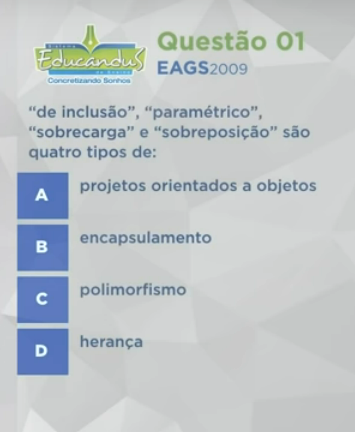 Sistema
Educandus
de Ensino
Concretizando Sonhos
Questão 01
EAGS2009
“de inclusão”, “paramétrico”,
“sobrecarga” e “sobreposição” são
quatro tipos de:
A projetos orientados a objetos
B encapsulamento
C polimorfismo
D herança